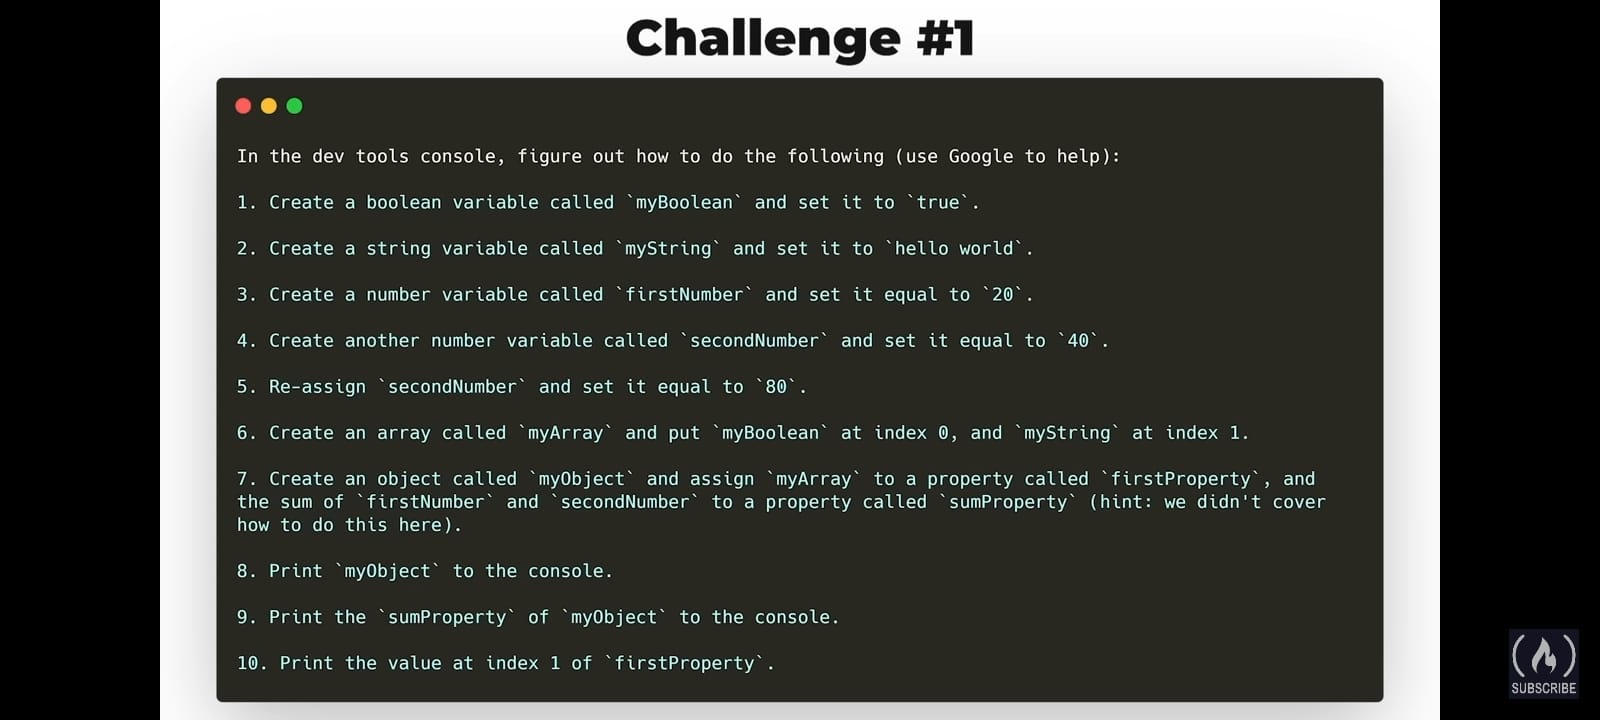 Challenge #1
In the dev tools console, figure out how to do the following (use Google to help):
1. Create a boolean variable called `myBoolean` and set it to `true`.
2. Create a string variable called `myString` and set it to `hello world`.
3. Create a number variable called `firstNumber` and set it equal to `20`.
4. Create another number variable called `secondNumber` and set it equal to `40`.
5. Re-assign `secondNumber` and set it equal to `80`.
6. Create an array called `myArray` and put `myBoolean` at index 0, and `myString` at index 1.
7. Create an object called `myObject` and assign `myArray` to a property called `firstProperty`, and
the sum of `firstNumber` and `secondNumber` to a property called `sumProperty` (hint: we didn't cover
how to do this here).
8. Print `myObject` to the console.
9. Print the `sumProperty` of `myObject` to the console.
10. Print the value at index 1 of `firstProperty`.
SUBSCRIBE